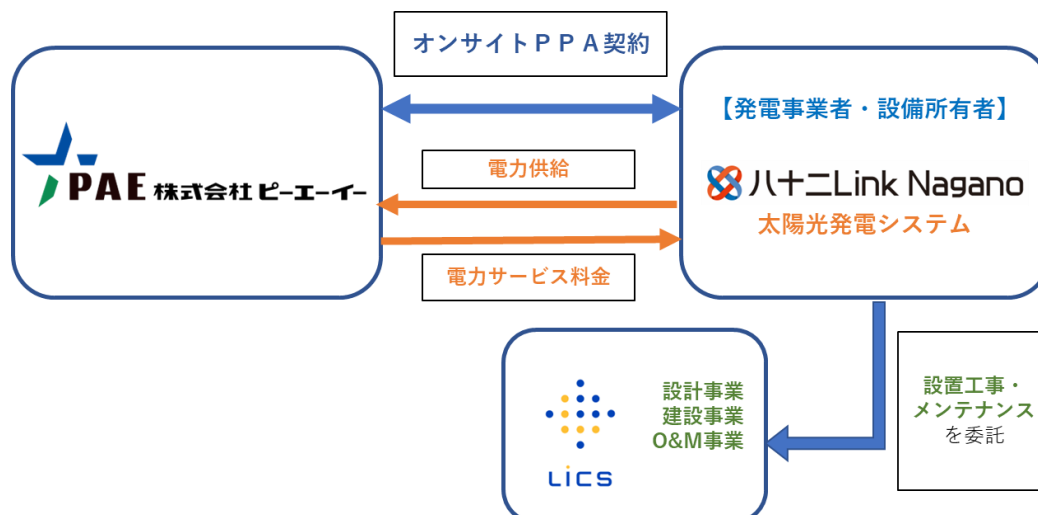 オンサイトＰＰＡ契約
【発電事業者・設備所有者】
PAE 株式会社 ピーエーイー
電力供給
八十二Link Nagano
太陽光発電システム
電力サービス料金
設計事業
建設事業
O&M事業
LiCS
設置工事・
メンテナンス
を委託